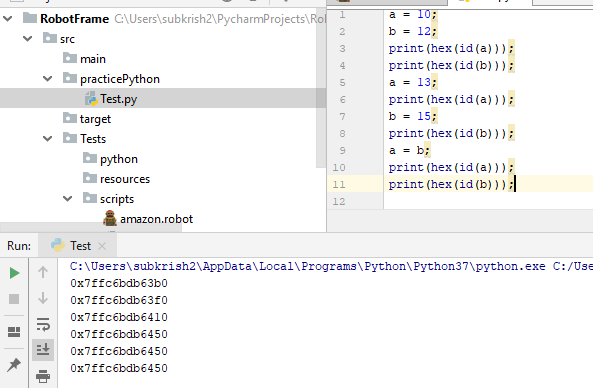 RobotFrame C:\Users\subkrish2\PycharmProjects\Rob
src
main
practicePython
Test.py
target
Tests
python
resources
scripts
amazon.robot
1 a = 10;
2 b = 12;
3 print(hex(id(a)));
4 print(hex(id(b)));
5 a = 13;
6 print(hex(id(a)));
7 b = 15;
8 print(hex(id(b)));
9 a = b;
10 print(hex(id(a)));
11 print(hex(id(b)));
12
Run: Test
C:\Users\subkrish2\AppData\Local\Programs\Python\Python37\python.exe C:/Use
0x7ffc6bdb63b0
0x7ffc6bdb63f0
0x7ffc6bdb6410
0x7ffc6bdb6450
0x7ffc6bdb6450
0x7ffc6bdb6450